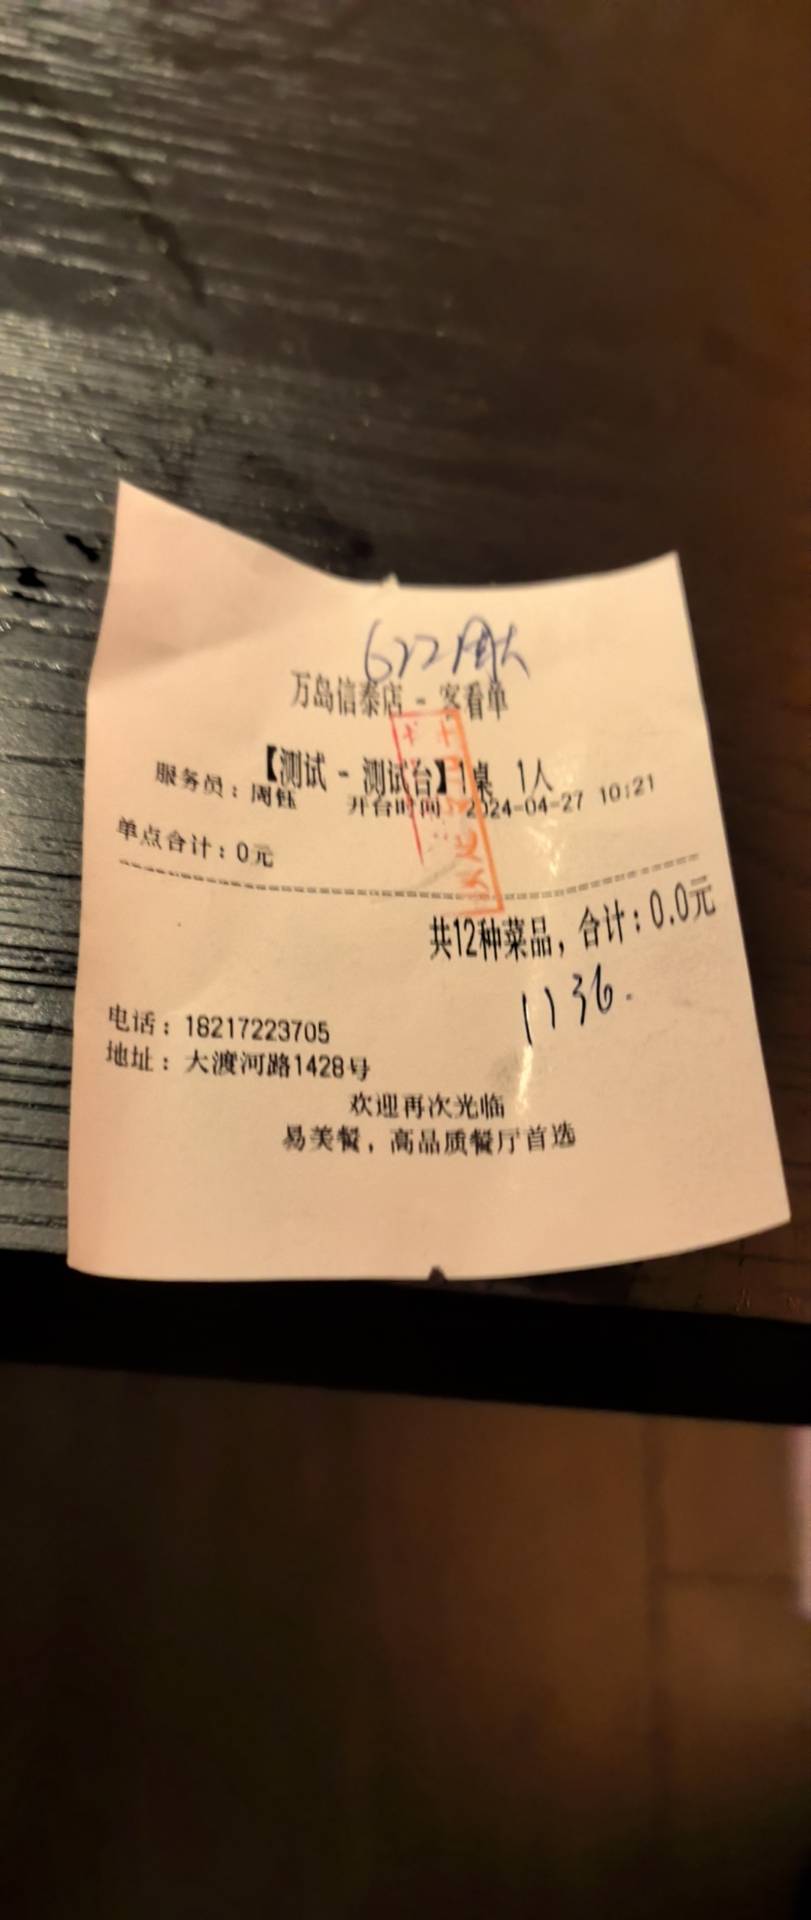 622
万岛信泰店 - 客看单
【测试 - 测试台】1桌 1人
服务员：周钰 开台时间 2024-04-27 10:21
单点合计：0元
共12种菜品，合计：0.0元
1136.
电话：18217223705
地址：大渡河路1428号
欢迎再次光临
易美餐，高品质餐厅首选